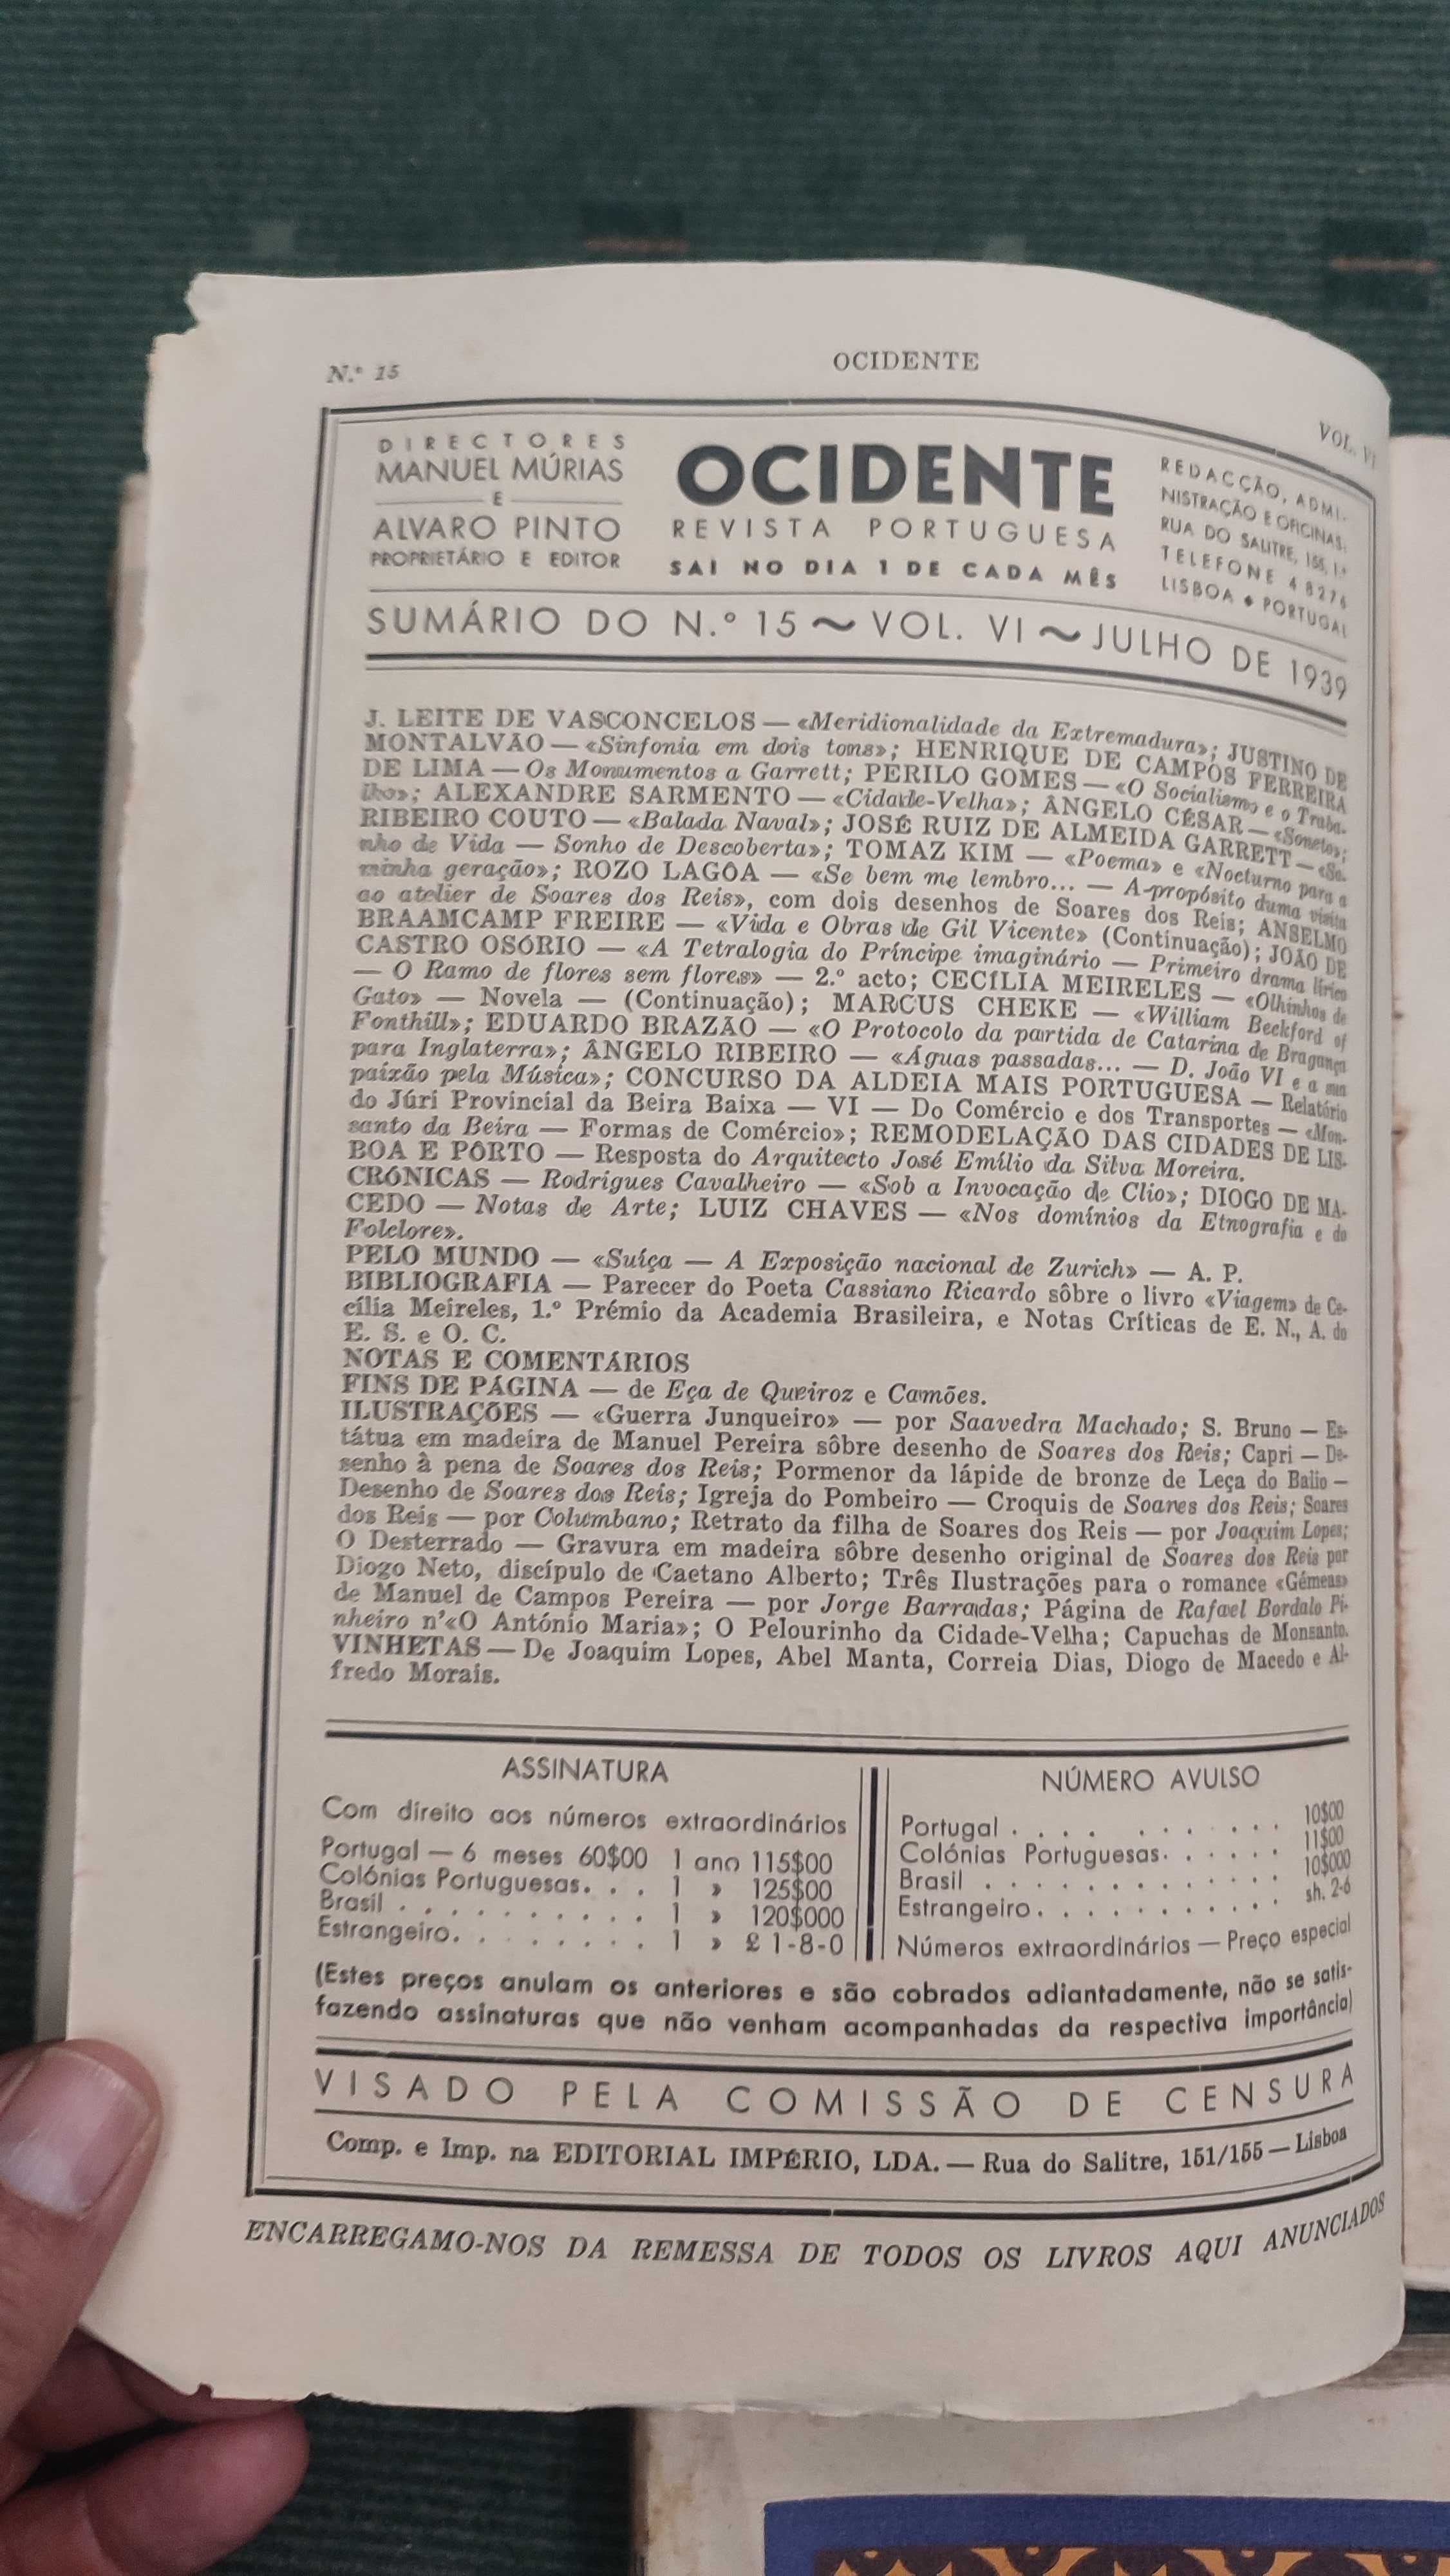 N.º 15
OCIDENTE
VOL. VI
DIRECTORES
MANUEL MÚRIAS
E
ALVARO PINTO
PROPRIETÁRIO E EDITOR
OCIDENTE
REVISTA PORTUGUESA
SAI NO DIA 1 DE CADA MÊS
REDACÇÃO, ADMI-
NISTRAÇÃO E OFICINAS:
RUA DO SALITRE, 155, 1.º
TELEFONE 48276
LISBOA ♦ PORTUGAL
SUMÁRIO DO N.º 15 ~ VOL. VI ~ JULHO DE 1939
J. LEITE DE VASCONCELOS — «Meridionalidade da Extremadura»; JUSTINO DE
MONTALVÃO — «Sinfonia em dois tons»; HENRIQUE DE CAMPOS FERREIRA
DE LIMA — Os Monumentos a Garrett; PERILO GOMES — «O Socialismo e o Traba-
lho»; ALEXANDRE SARMENTO — «Cidade-Velha»; ÂNGELO CÉSAR — «Soneto»;
RIBEIRO COUTO — «Balada Naval»; JOSÉ RUIZ DE ALMEIDA GARRETT — «So-
nho de Vida — Sonho de Descoberta»; TOMAZ KIM — «Poema» e «Nocturno para a
minha geração»; ROZO LAGÔA — «Se bem me lembro... — A-propósito duma visita
ao atelier de Soares dos Reis», com dois desenhos de Soares dos Reis; ANSELMO
BRAAMCAMP FREIRE — «Vida e Obras de Gil Vicente» (Continuação); JOÃO DE
CASTRO OSÓRIO — «A Tetralogia do Príncipe imaginário — Primeiro drama lírico
— O Ramo de flores sem flores» — 2.º acto; CECÍLIA MEIRELES — «Olhinhos de
Gato» — Novela — (Continuação); MARCUS CHEKE — «William Beckford of
Fonthill»; EDUARDO BRAZÃO — «O Protocolo da partida de Catarina de Bragança
para Inglaterra»; ÂNGELO RIBEIRO — «Águas passadas... — D. João VI e a sua
paixão pela Música»; CONCURSO DA ALDEIA MAIS PORTUGUESA — Relatório
do Júri Provincial da Beira Baixa — VI — Do Comércio e dos Transportes — «Mon-
santo da Beira — Formas de Comércio»; REMODELAÇÃO DAS CIDADES DE LIS-
BOA E PÔRTO — Resposta do Arquitecto José Emílio da Silva Moreira.
CRÓNICAS — Rodrigues Cavalheiro — «Sob a Invocação de Clio»; DIOGO DE MA-
CEDO — Notas de Arte; LUIZ CHAVES — «Nos domínios da Etnografia e do
Folclore».
PELO MUNDO — «Suíça — A Exposição nacional de Zurich» — A. P.
BIBLIOGRAFIA — Parecer do Poeta Cassiano Ricardo sôbre o livro «Viagem» de Ce-
cília Meireles, 1.º Prémio da Academia Brasileira, e Notas Críticas de E. N., A. do
E. S. e O. C.
NOTAS E COMENTÁRIOS
FINS DE PÁGINA — de Eça de Queiroz e Camões.
ILUSTRAÇÕES — «Guerra Junqueiro» — por Saavedra Machado; S. Bruno — Es-
tátua em madeira de Manuel Pereira sôbre desenho de Soares dos Reis; Capri — De-
senho à pena de Soares dos Reis; Pormenor da lápide de bronze de Leça do Balio —
Desenho de Soares dos Reis; Igreja do Pombeiro — Croquis de Soares dos Reis; Soares
dos Reis — por Columbano; Retrato da filha de Soares dos Reis — por Joaquim Lopes;
O Desterrado — Gravura em madeira sôbre desenho original de Soares dos Reis por
Diogo Neto, discípulo de Caetano Alberto; Três Ilustrações para o romance «Gémeas»
de Manuel de Campos Pereira — por Jorge Barradas; Página de Rafael Bordalo Pi-
nheiro n'«O António Maria»; O Pelourinho da Cidade-Velha; Capuchas de Monsanto.
VINHETAS — De Joaquim Lopes, Abel Manta, Correia Dias, Diogo de Macedo e Al-
fredo Morais.
ASSINATURA
Com direito aos números extraordinários
Portugal — 6 meses 60$00 1 ano 115$00
Colónias Portuguesas. . . 1 » 125$00
Brasil . . . . . . . . . . 1 » 120$000
Estrangeiro. . . . . . . . 1 » £ 1-8-0
NÚMERO AVULSO
Portugal . . . . . . . . . . 10$00
Colónias Portuguesas. . . . . . 11$00
Brasil . . . . . . . . . . . . 10$000
Estrangeiro. . . . . . . . . . sh. 2-6
Números extraordinários — Preço especial
(Estes preços anulam os anteriores e são cobrados adiantadamente, não se satis-
fazendo assinaturas que não venham acompanhadas da respectiva importância)
VISADO PELA COMISSÃO DE CENSURA
Comp. e Imp. na EDITORIAL IMPÉRIO, LDA. — Rua do Salitre, 151/155 — Lisboa
ENCARREGAMO-NOS DA REMESSA DE TODOS OS LIVROS AQUI ANUNCIADOS